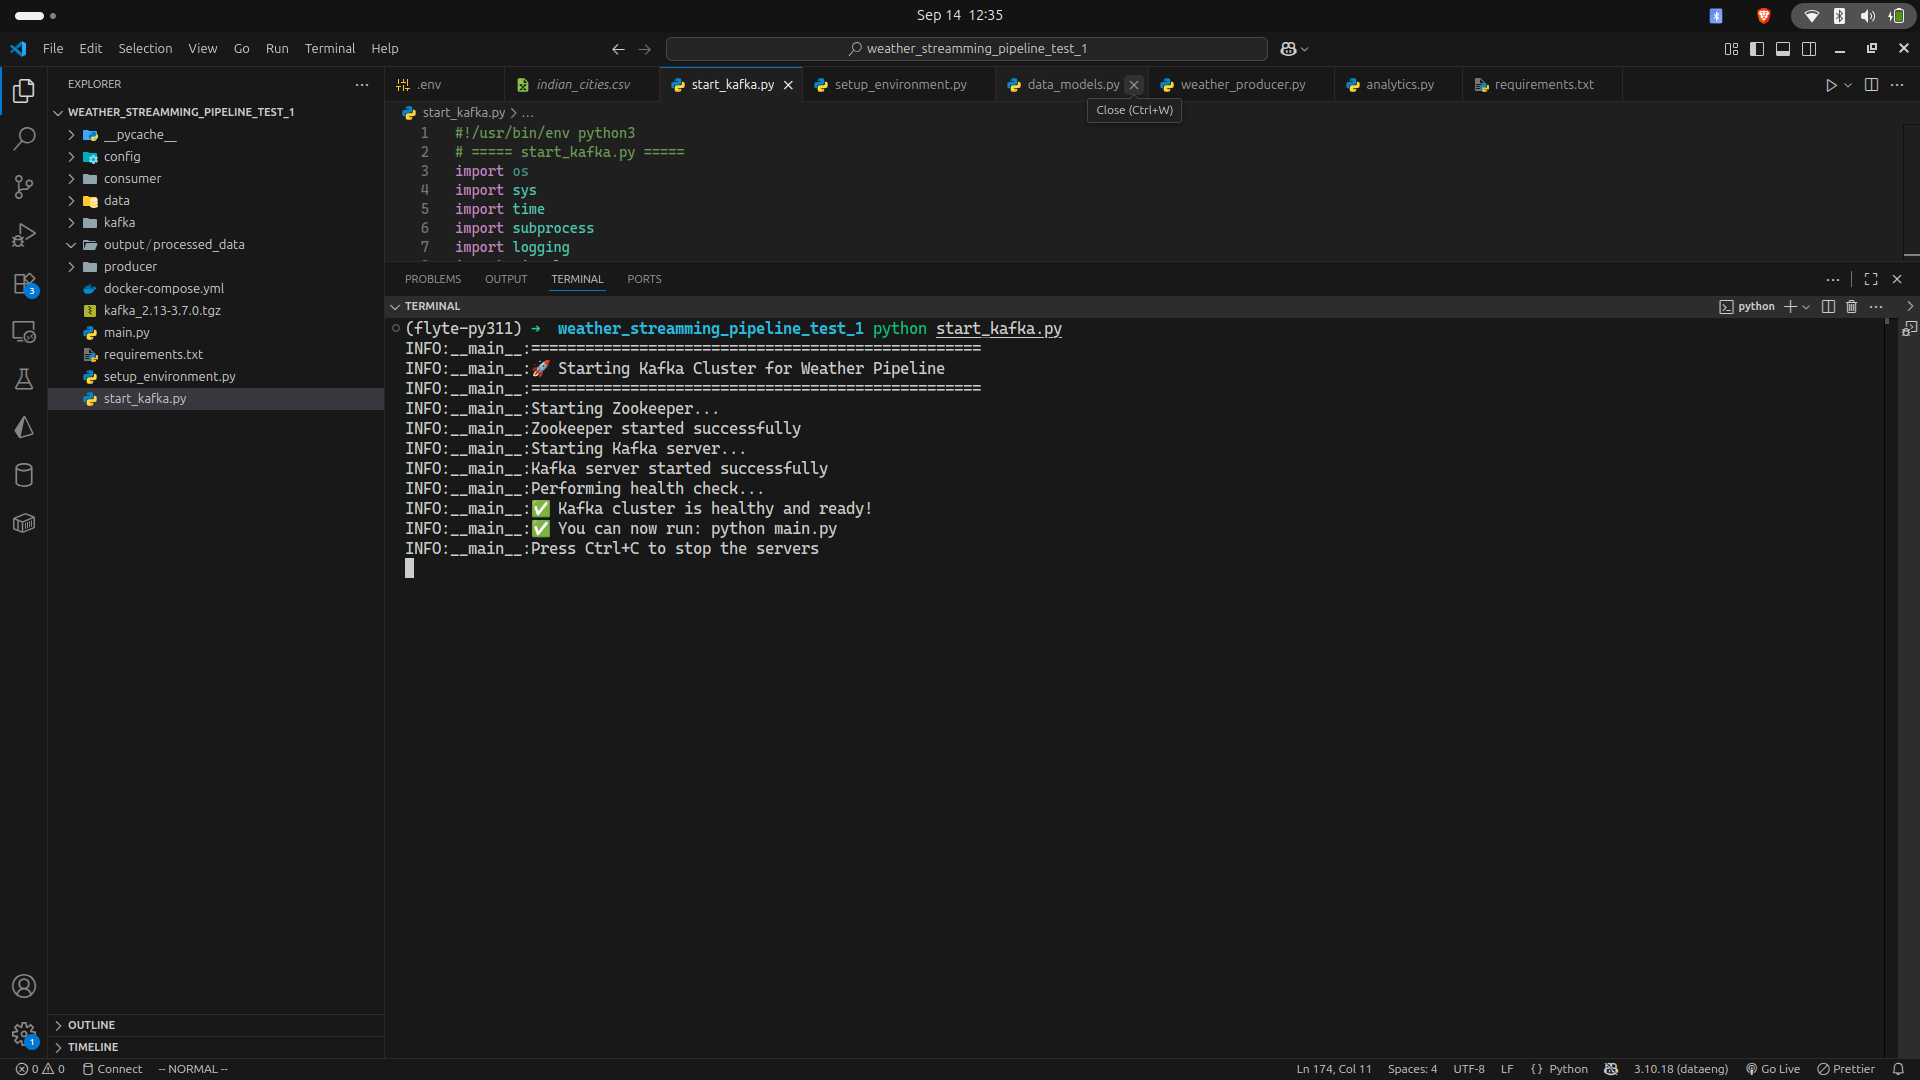 Sep 14 12:35
File Edit Selection View Go Run Terminal Help
weather_streamming_pipeline_test_1
EXPLORER
WEATHER_STREAMMING_PIPELINE_TEST_1
__pycache__
config
consumer
data
kafka
output/processed_data
producer
docker-compose.yml
kafka_2.13-3.7.0.tgz
main.py
requirements.txt
setup_environment.py
start_kafka.py
OUTLINE
TIMELINE
3
1
.env indian_cities.csv start_kafka.py setup_environment.py data_models.py weather_producer.py analytics.py requirements.txt
Close (Ctrl+W)
start_kafka.py > ...
1 #!/usr/bin/env python3
2 # ===== start_kafka.py =====
3 import os
4 import sys
5 import time
6 import subprocess
7 import logging
PROBLEMS OUTPUT TERMINAL PORTS
TERMINAL
python
(flyte-py311) → weather_streamming_pipeline_test_1 python start_kafka.py
INFO:__main__:==================================================
INFO:__main__:🚀 Starting Kafka Cluster for Weather Pipeline
INFO:__main__:==================================================
INFO:__main__:Starting Zookeeper...
INFO:__main__:Zookeeper started successfully
INFO:__main__:Starting Kafka server...
INFO:__main__:Kafka server started successfully
INFO:__main__:Performing health check...
INFO:__main__:✅ Kafka cluster is healthy and ready!
INFO:__main__:✅ You can now run: python main.py
INFO:__main__:Press Ctrl+C to stop the servers
0 0 Connect -- NORMAL -- Ln 174, Col 11 Spaces: 4 UTF-8 LF {} Python 3.10.18 (dataeng) Go Live Prettier